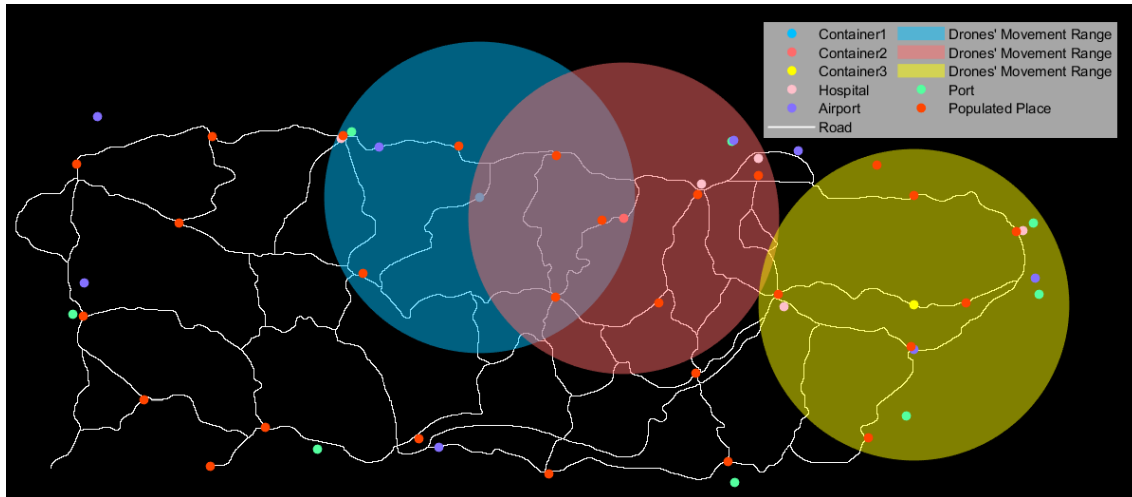 Container1 Drones' Movement Range
Container2 Drones' Movement Range
Container3 Drones' Movement Range
Hospital Port
Airport Populated Place
Road